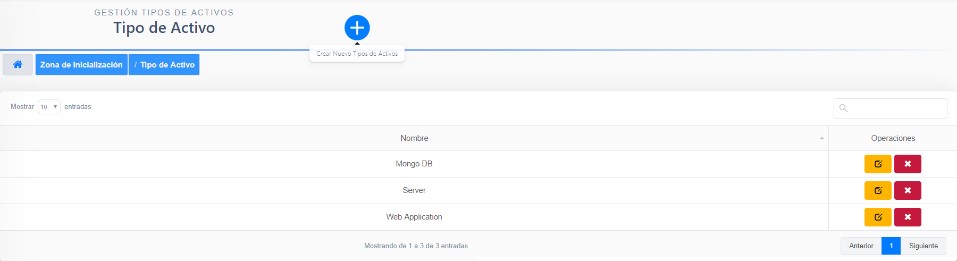 GESTIÓN TIPOS DE ACTIVOS
Tipo de Activo
Crear Nuevo Tipos de Activos
Zona de Inicialización / Tipo de Activo
Mostrar 10 entradas
Nombre Operaciones
Mongo DB
Server
Web Application
Mostrando de 1 a 3 de 3 entradas Anterior 1 Siguiente